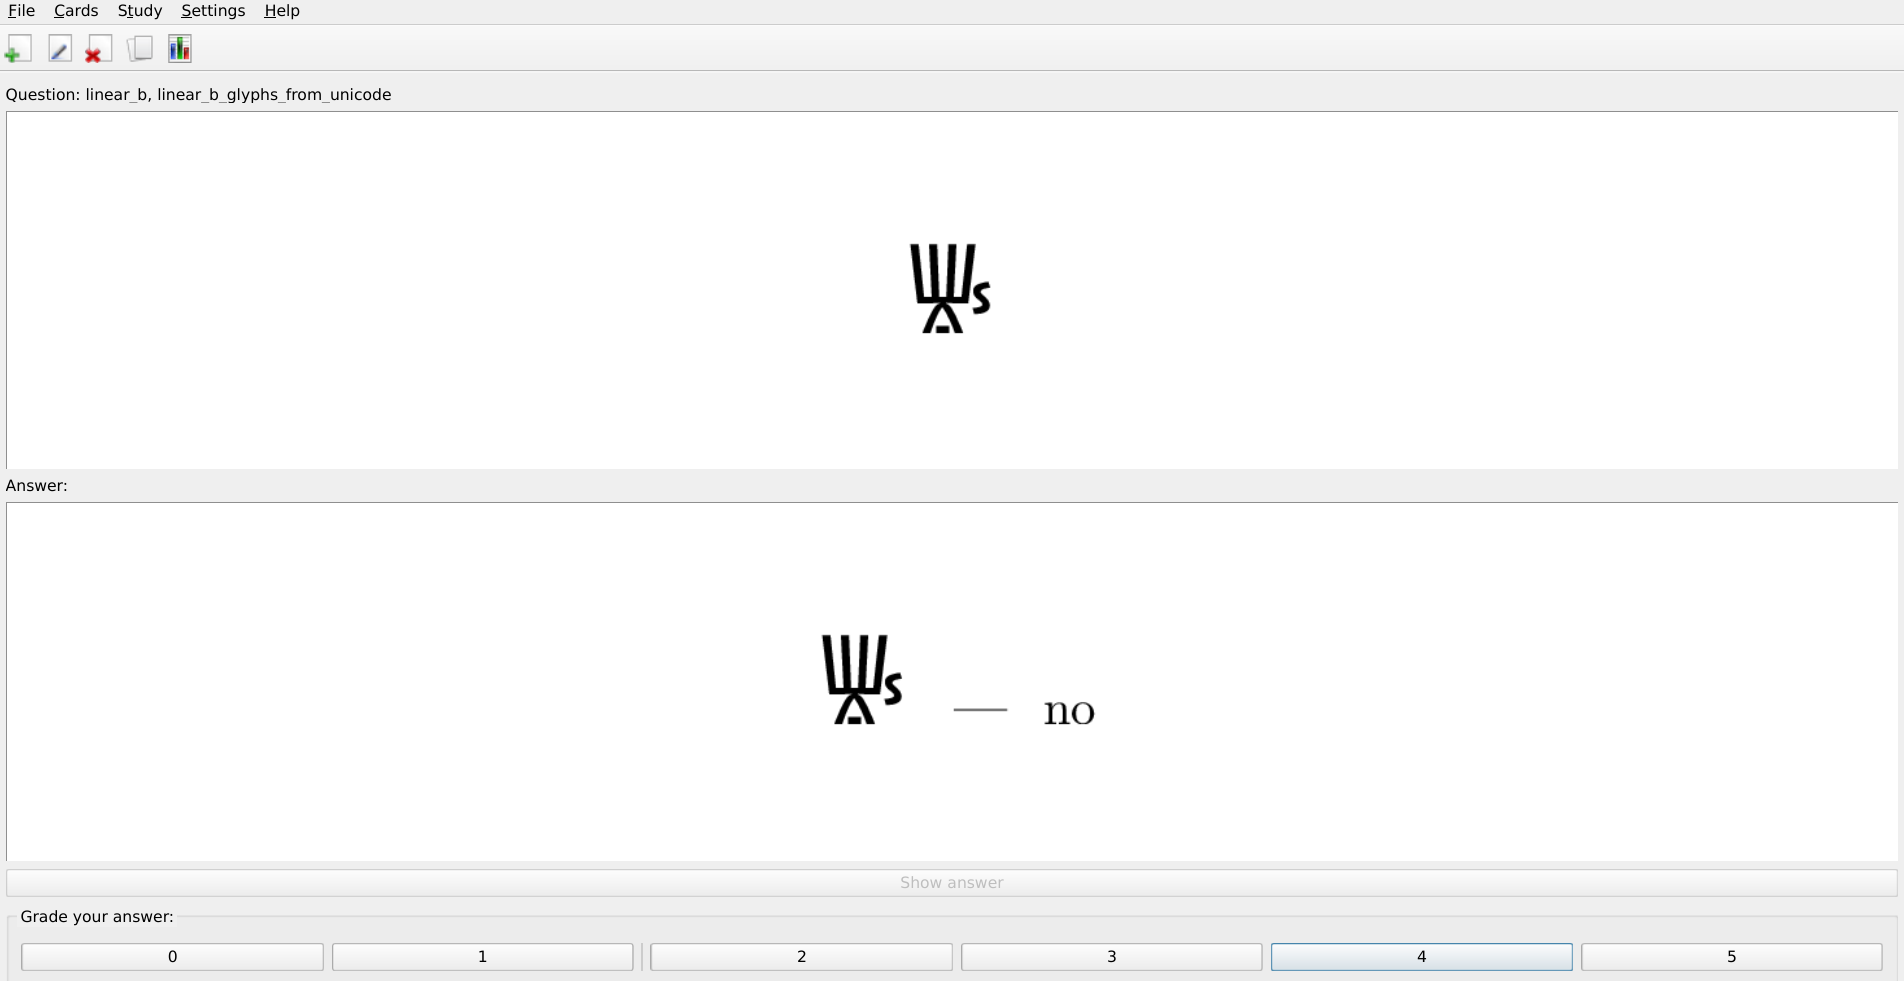 File Cards Study Settings Help
Question: linear_b, linear_b_glyphs_from_unicode
𐀜
Answer:
𐀜 — no
Show answer
Grade your answer:
0 1 2 3 4 5